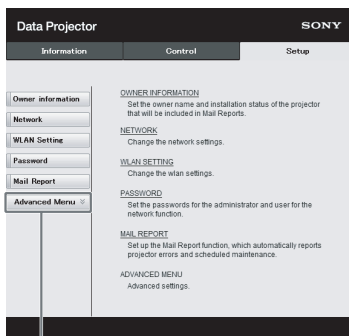 Data Projector SONY
Information Control Setup
Owner information
Network
WLAN Setting
Password
Mail Report
Advanced Menu
OWNER INFORMATION
Set the owner name and installation status of the projector
that will be included in Mail Reports.
NETWORK
Change the network settings.
WLAN SETTING
Change the wlan settings.
PASSWORD
Set the passwords for the administrator and user for the
network function.
MAIL REPORT
Set up the Mail Report function, which automatically reports
projector errors and scheduled maintenance.
ADVANCED MENU
Advanced settings.